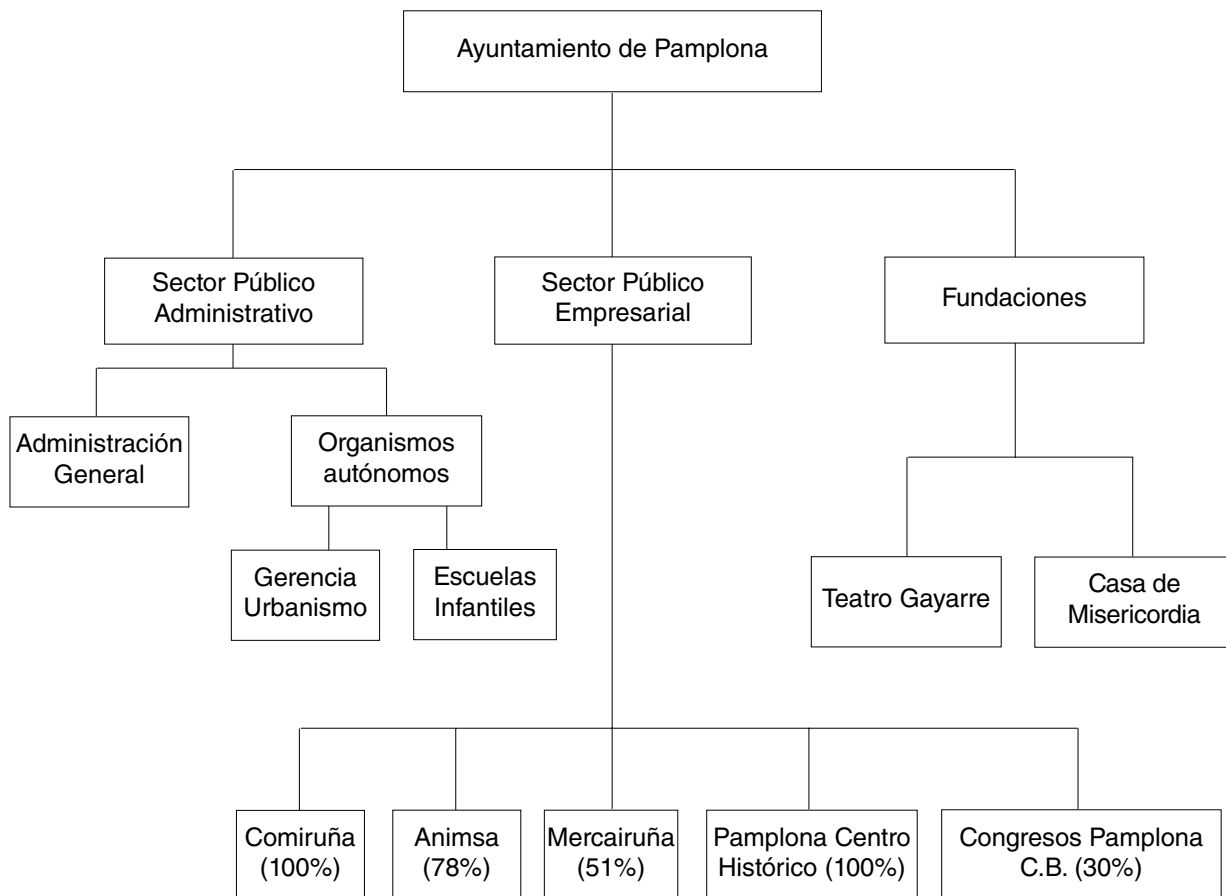 Ayuntamiento de Pamplona
Sector Público
Administrativo
Sector Público
Empresarial
Fundaciones
Administración
General
Organismos
autónomos
Gerencia
Urbanismo
Escuelas
Infantiles
Teatro Gayarre
Casa de
Misericordia
Comiruña
(100%)
Animsa
(78%)
Mercairuña
(51%)
Pamplona Centro
Histórico (100%)
Congresos Pamplona
C.B. (30%)